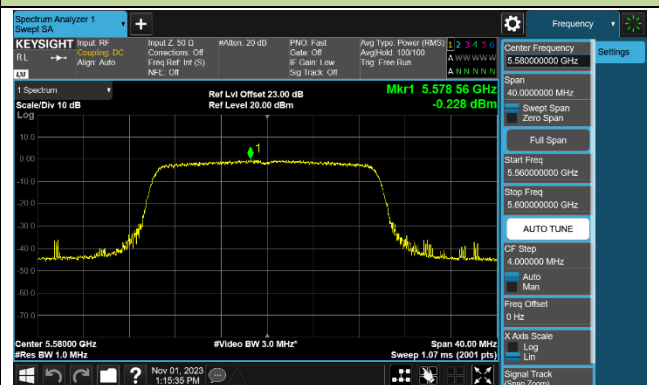 Spectrum Analyzer 1
Swept SA
+
Frequency
KEYSIGHT
Input: RF
Input Z: 50 Ω
#Atten: 20 dB
PNO: Fast
Avg Type: Power (RMS)
1 2 3 4 5 6
RL
Coupling: DC
Corrections: Off
Gate: Off
Avg|Hold: 100/100
A W W W W W
Align: Auto
Freq Ref: Int (S)
IF Gain: Low
Trig: Free Run
LXI
NFE: Off
Sig Track: Off
A N N N N N
1 Spectrum
Ref Lvl Offset 23.00 dB
Mkr1 5.578 56 GHz
Scale/Div 10 dB
Ref Level 20.00 dBm
-0.228 dBm
Log
10.0
0.00
-10.0
-20.0
-30.0
-40.0
-50.0
-60.0
-70.0
1
Center 5.58000 GHz
#Video BW 3.0 MHz*
Span 40.00 MHz
#Res BW 1.0 MHz
Sweep 1.07 ms (2001 pts)
Nov 01, 2023
1:15:35 PM
?
Center Frequency
5.580000000 GHz
Settings
Span
40.0000000 MHz
Swept Span
Zero Span
Full Span
Start Freq
5.560000000 GHz
Stop Freq
5.600000000 GHz
AUTO TUNE
CF Step
4.000000 MHz
Auto
Man
Freq Offset
0 Hz
X Axis Scale
Log
Lin
Signal Track
(Span Zoom)